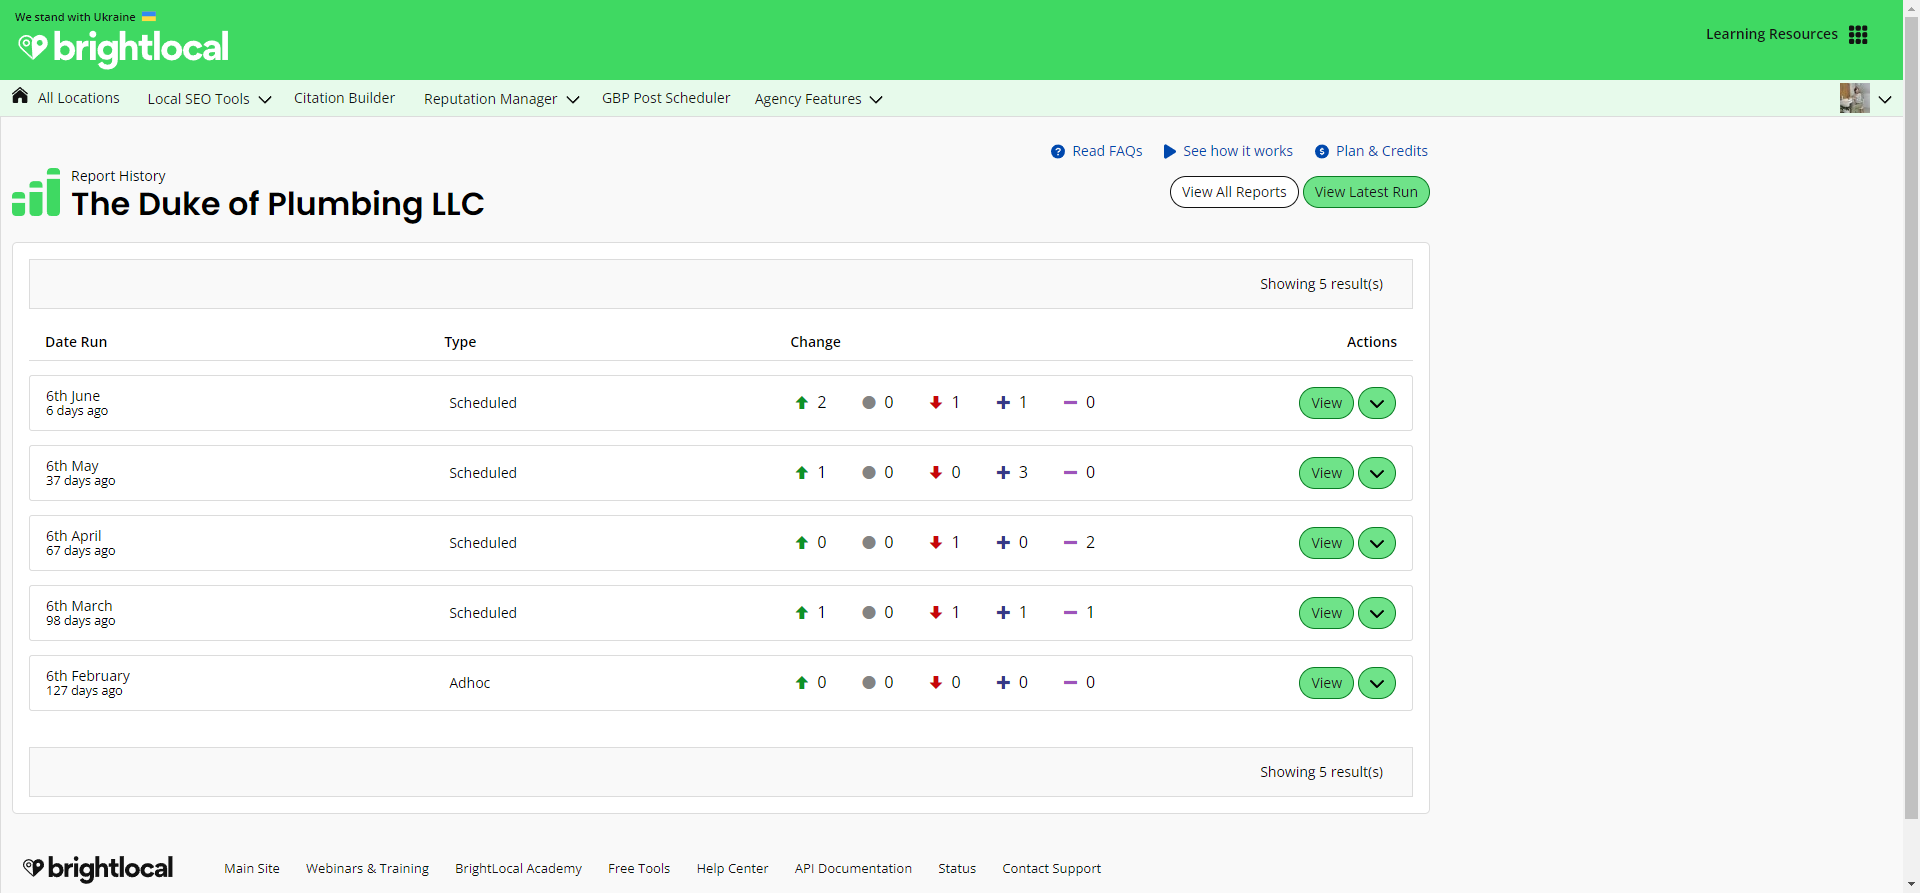 We stand with Ukraine
brightlocal
Learning Resources
All Locations Local SEO Tools Citation Builder Reputation Manager GBP Post Scheduler Agency Features
Read FAQs See how it works Plan & Credits
Report History
The Duke of Plumbing LLC
View All Reports View Latest Run
Showing 5 result(s)
Date Run Type Change Actions
6th June
6 days ago
Scheduled 2 0 1 1 0 View
6th May
37 days ago
Scheduled 1 0 0 3 0 View
6th April
67 days ago
Scheduled 0 0 1 0 2 View
6th March
98 days ago
Scheduled 1 0 1 1 1 View
6th February
127 days ago
Adhoc 0 0 0 0 0 View
Showing 5 result(s)
brightlocal Main Site Webinars & Training BrightLocal Academy Free Tools Help Center API Documentation Status Contact Support